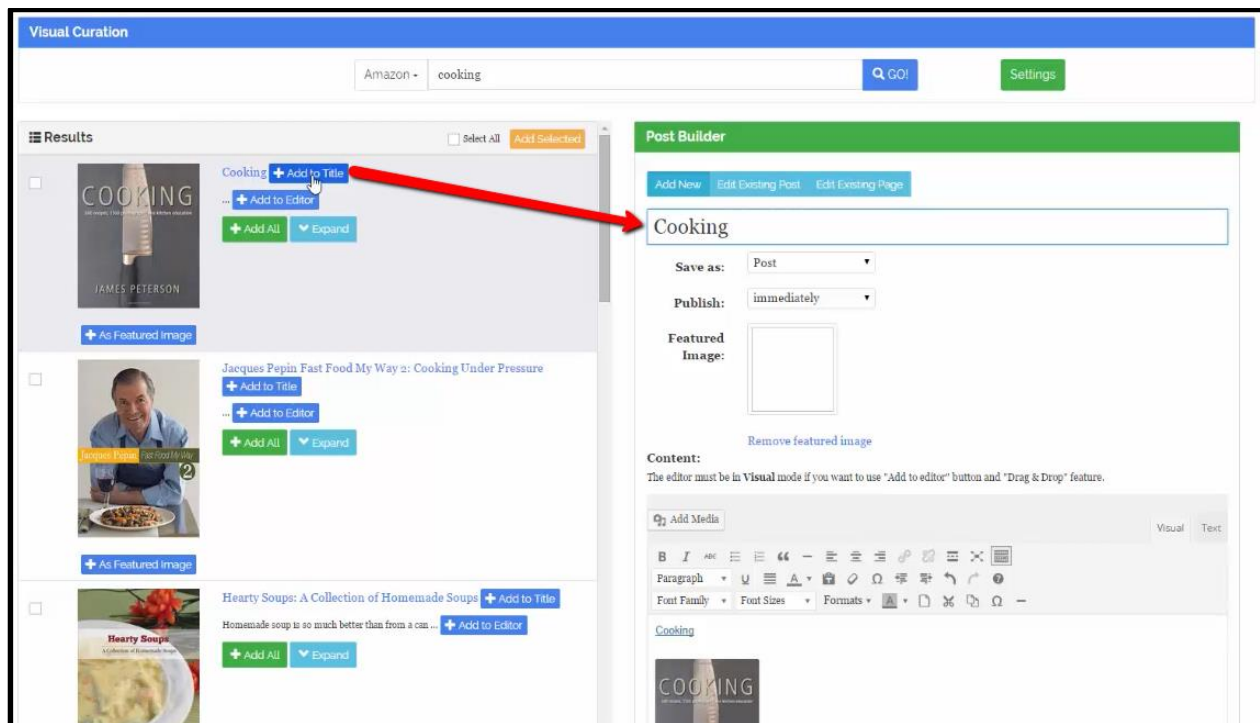 Visual Curation
Amazon
cooking
GO!
Settings
Results
Select All
Add Selected
COOKING
JAMES PETERSON
As Featured Image
Cooking Add to Title
... Add to Editor
Add All Expand
Jacques Pepin Fast Food My Way 2: Cooking Under Pressure
Add to Title
... Add to Editor
Add All Expand
Jacques Pepin Fast Food My Way
2
As Featured Image
Hearty Soups: A Collection of Homemade Soups Add to Title
Homemade soup is so much better than from a can ... Add to Editor
Add All Expand
Hearty Soups
A Collection of Homemade Soups
Post Builder
Add New Edit Existing Post Edit Existing Page
Cooking
Save as: Post
Publish: immediately
Featured
Image:
Remove featured image
Content:
The editor must be in Visual mode if you want to use "Add to editor" button and "Drag & Drop" feature.
Add Media
Visual Text
B I ABC
Paragraph U A Ω
Font Family Font Sizes Formats A Ω
Cooking
COOKING